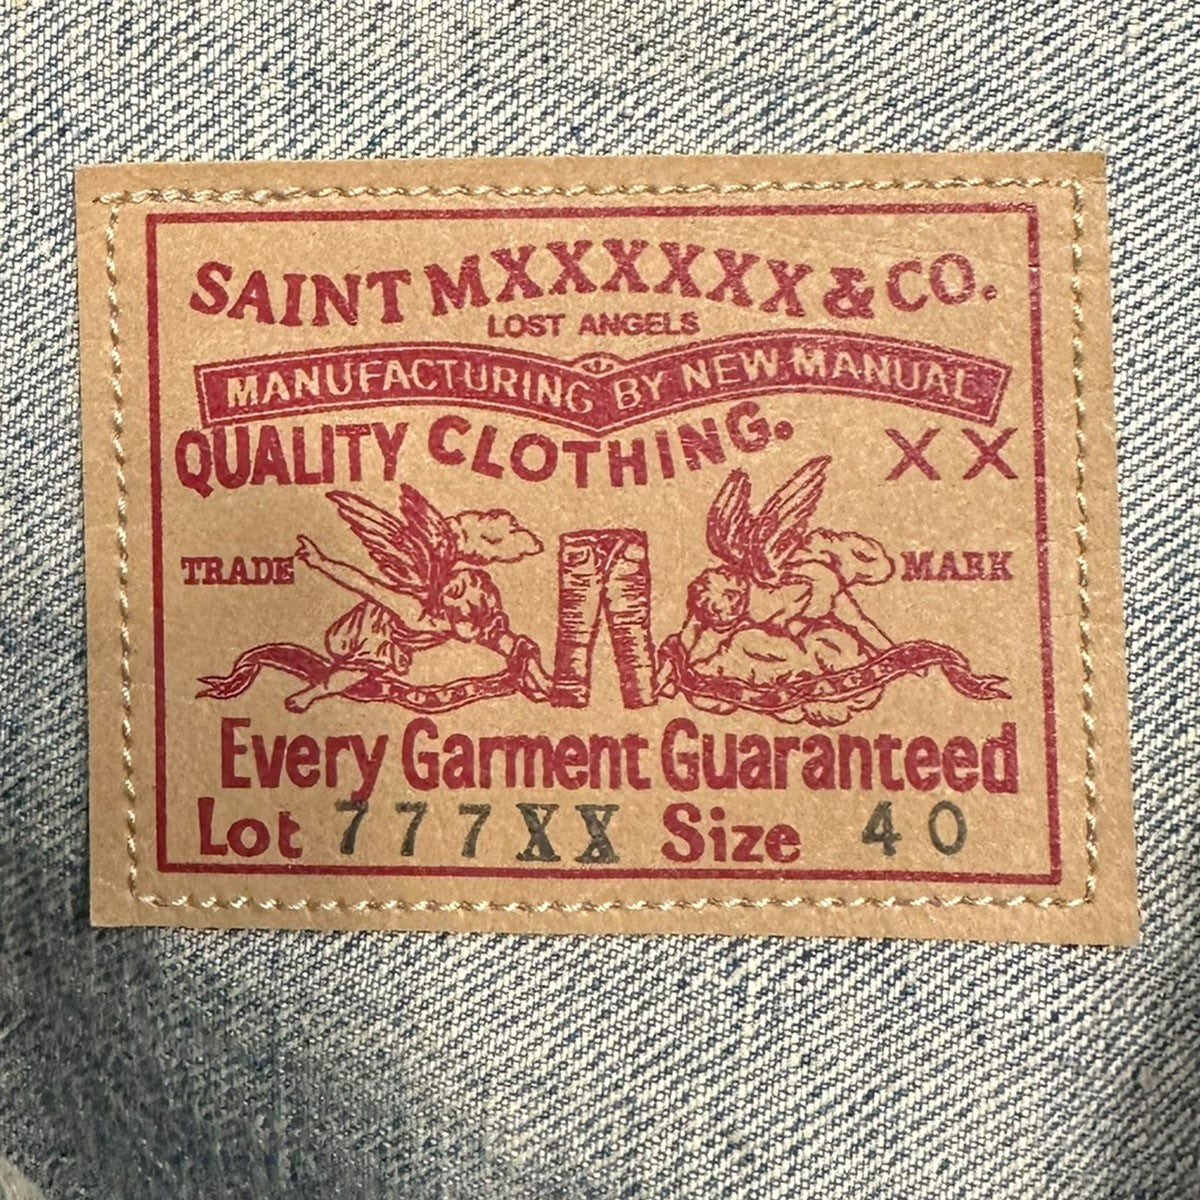 SAINT MXXXXXX & CO.
LOST ANGELS
MANUFACTURING BY NEW MANUAL
QUALITY CLOTHING. XX
TRADE MARK
Every Garment Guaranteed
Lot 777XX Size 40